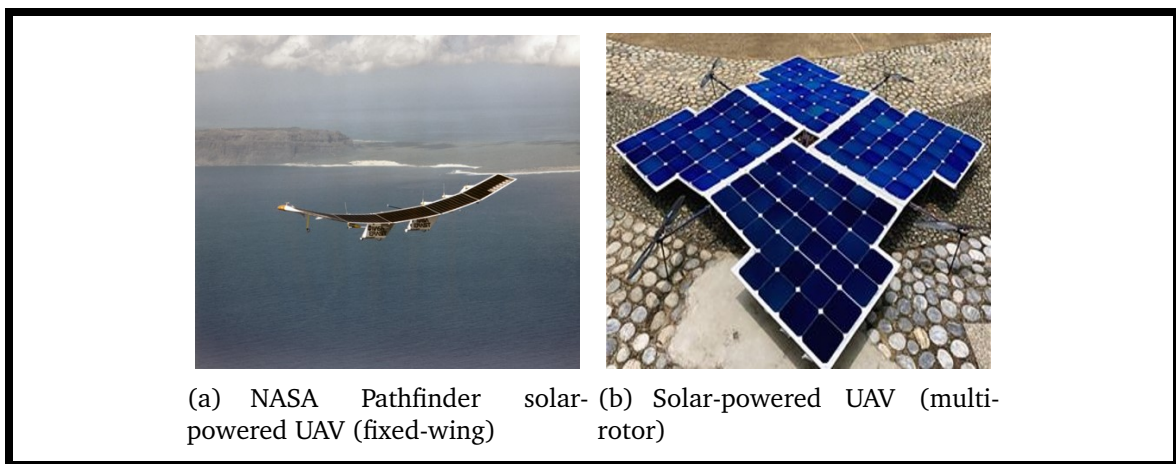 (a) NASA Pathfinder solar-
powered UAV (fixed-wing)
(b) Solar-powered UAV (multi-
rotor)